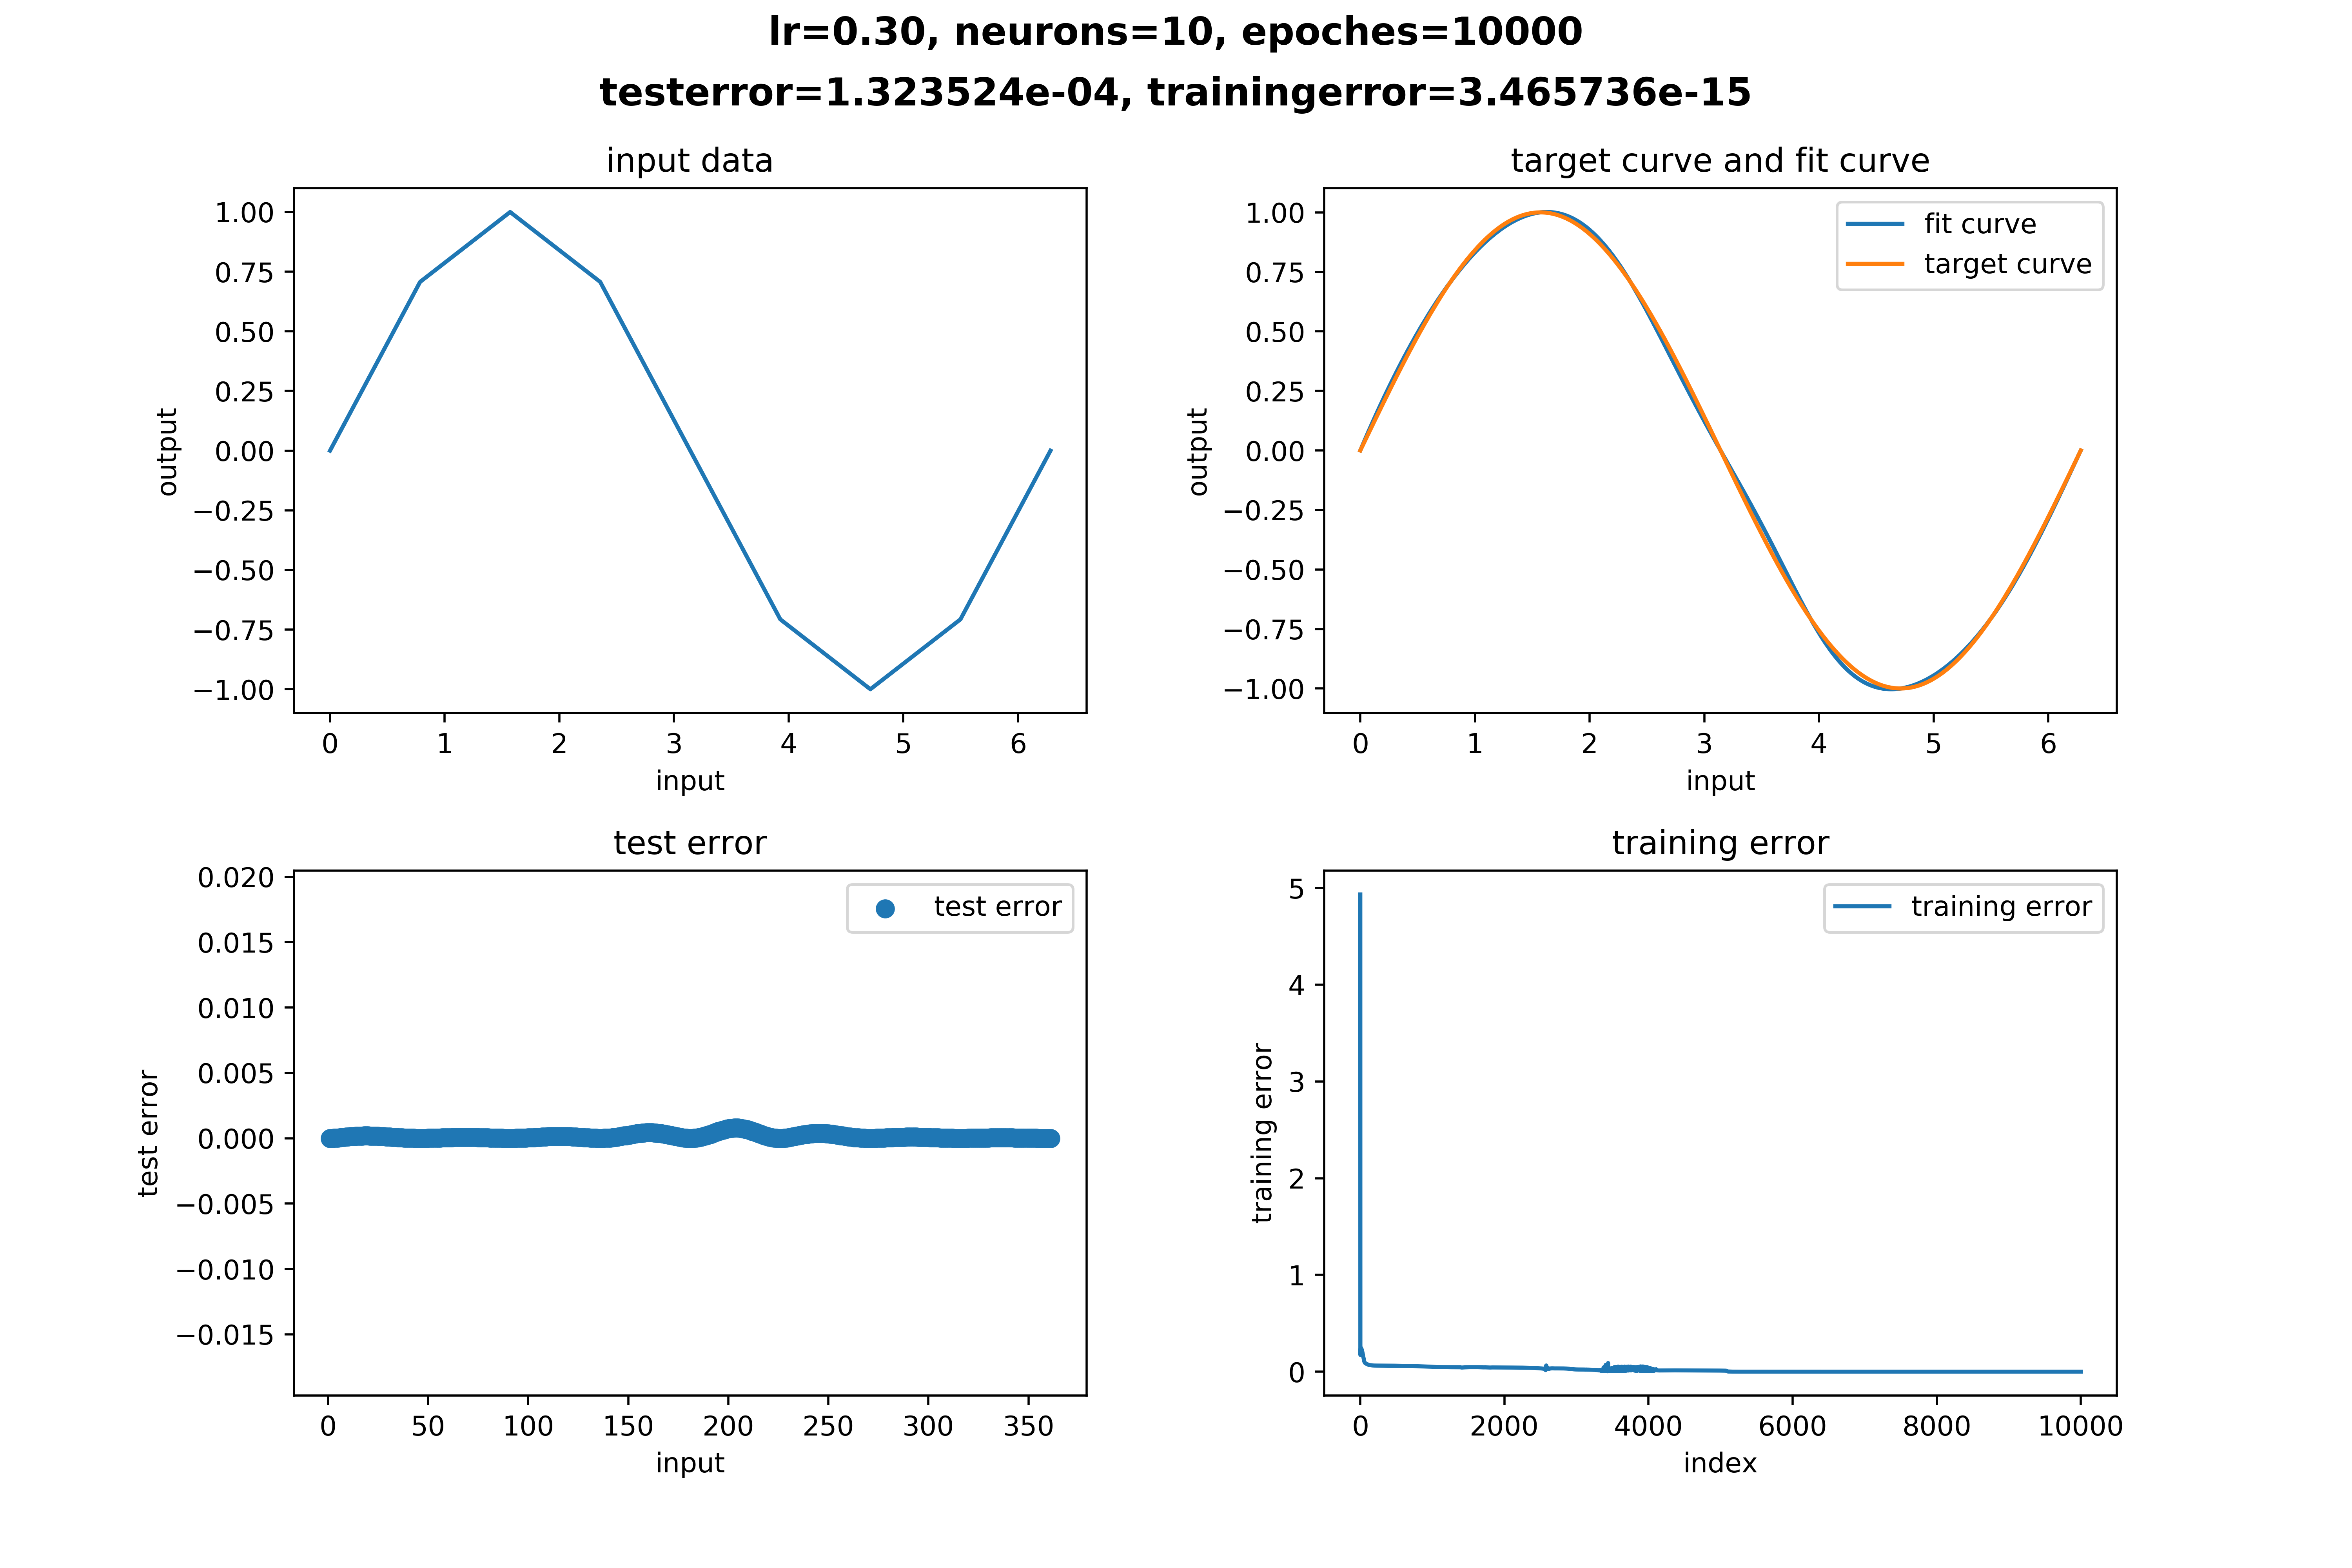 lr=0.30, neurons=10, epoches=10000
testerror=1.323524e-04, trainingerror=3.465736e-15
input data
1.00
0.75
0.50
0.25
0.00
−0.25
−0.50
−0.75
−1.00
output
0 1 2 3 4 5 6
input
target curve and fit curve
fit curve
target curve
1.00
0.75
0.50
0.25
0.00
−0.25
−0.50
−0.75
−1.00
output
0 1 2 3 4 5 6
input
test error
test error
0.020
0.015
0.010
0.005
0.000
−0.005
−0.010
−0.015
test error
0 50 100 150 200 250 300 350
input
training error
training error
5
4
3
2
1
0
training error
0 2000 4000 6000 8000 10000
index